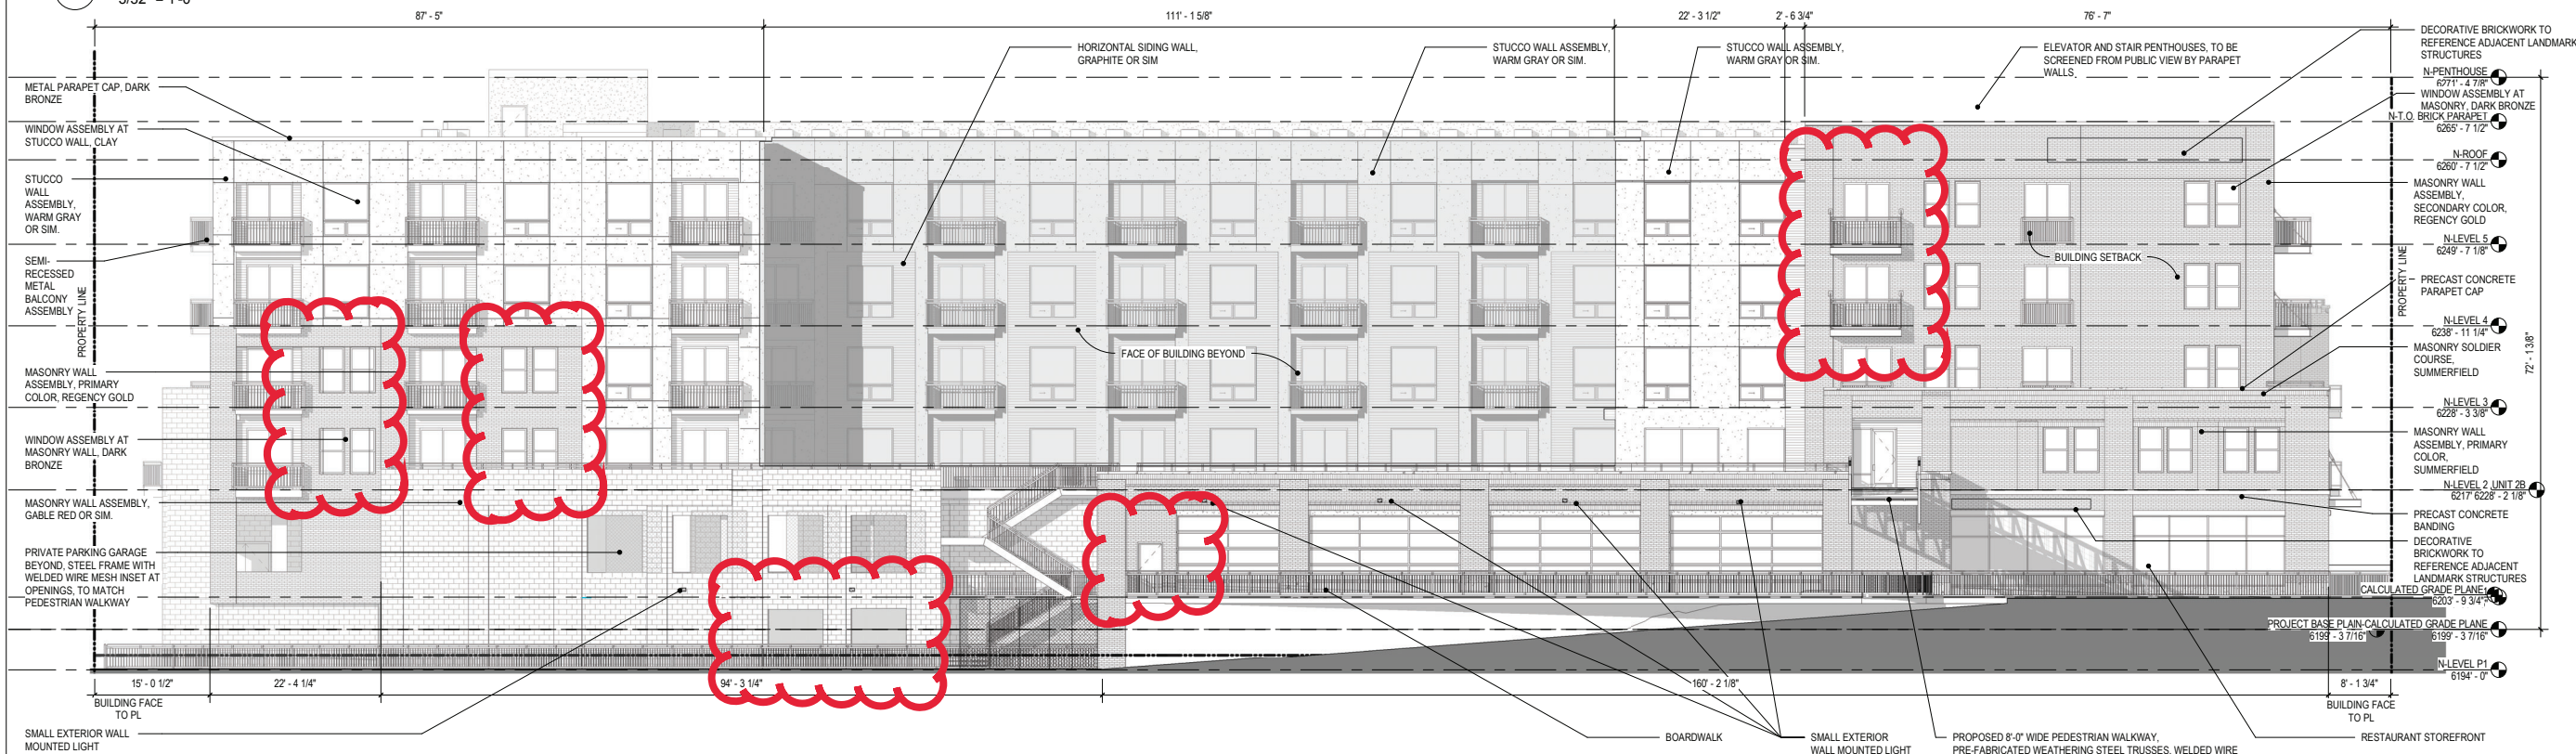 3/32" = 1'-0"
87' - 5"
111' - 1 5/8"
22' - 3 1/2"
2' - 6 3/4"
76' - 7"
METAL PARAPET CAP, DARK
BRONZE
WINDOW ASSEMBLY AT
STUCCO WALL, CLAY
STUCCO
WALL
ASSEMBLY,
WARM GRAY
OR SIM.
SEMI-
RECESSED
METAL
BALCONY
ASSEMBLY
PROPERTY LINE
MASONRY WALL
ASSEMBLY, PRIMARY
COLOR, REGENCY GOLD
WINDOW ASSEMBLY AT
MASONRY WALL, DARK
BRONZE
MASONRY WALL ASSEMBLY,
GABLE RED OR SIM.
PRIVATE PARKING GARAGE
BEYOND, STEEL FRAME WITH
WELDED WIRE MESH INSET AT
OPENINGS, TO MATCH
PEDESTRIAN WALKWAY
HORIZONTAL SIDING WALL,
GRAPHITE OR SIM
STUCCO WALL ASSEMBLY,
WARM GRAY OR SIM.
STUCCO WALL ASSEMBLY,
WARM GRAY OR SIM.
ELEVATOR AND STAIR PENTHOUSES, TO BE
SCREENED FROM PUBLIC VIEW BY PARAPET
WALLS
FACE OF BUILDING BEYOND
BUILDING SETBACK
DECORATIVE BRICKWORK TO
REFERENCE ADJACENT LANDMARK
STRUCTURES
N-PENTHOUSE
6271' - 4 7/8"
WINDOW ASSEMBLY AT
MASONRY, DARK BRONZE
N-T.O. BRICK PARAPET
6265' - 7 1/2"
N-ROOF
6260' - 7 1/2"
MASONRY WALL
ASSEMBLY,
SECONDARY COLOR,
REGENCY GOLD
N-LEVEL 5
6249' - 7 1/8"
PROPERTY LINE
PRECAST CONCRETE
PARAPET CAP
N-LEVEL 4
6238' - 11 1/4"
MASONRY SOLDIER
COURSE,
SUMMERFIELD
72' - 1 3/8"
N-LEVEL 3
6228' - 3 3/8"
MASONRY WALL
ASSEMBLY, PRIMARY
COLOR,
SUMMERFIELD
N-LEVEL 2 ,UNIT 2B
6217' 6228' - 2 1/8"
PRECAST CONCRETE
BANDING
DECORATIVE
BRICKWORK TO
REFERENCE ADJACENT
LANDMARK STRUCTURES
CALCULATED GRADE PLANE
6203' - 9 3/4"
PROJECT BASE PLAIN-CALCULATED GRADE PLANE
6199' - 3 7/16"
6199' - 3 7/16"
N-LEVEL P1
6194' - 0"
15' - 0 1/2"
22' - 4 1/4"
94' - 3 1/4"
160' - 2 1/8"
8' - 1 3/4"
BUILDING FACE
TO PL
BUILDING FACE
TO PL
SMALL EXTERIOR WALL
MOUNTED LIGHT
BOARDWALK
SMALL EXTERIOR
WALL MOUNTED LIGHT
PROPOSED 8'-0" WIDE PEDESTRIAN WALKWAY,
PRE-FABRICATED WEATHERING STEEL TRUSSES, WELDED WIRE
RESTAURANT STOREFRONT